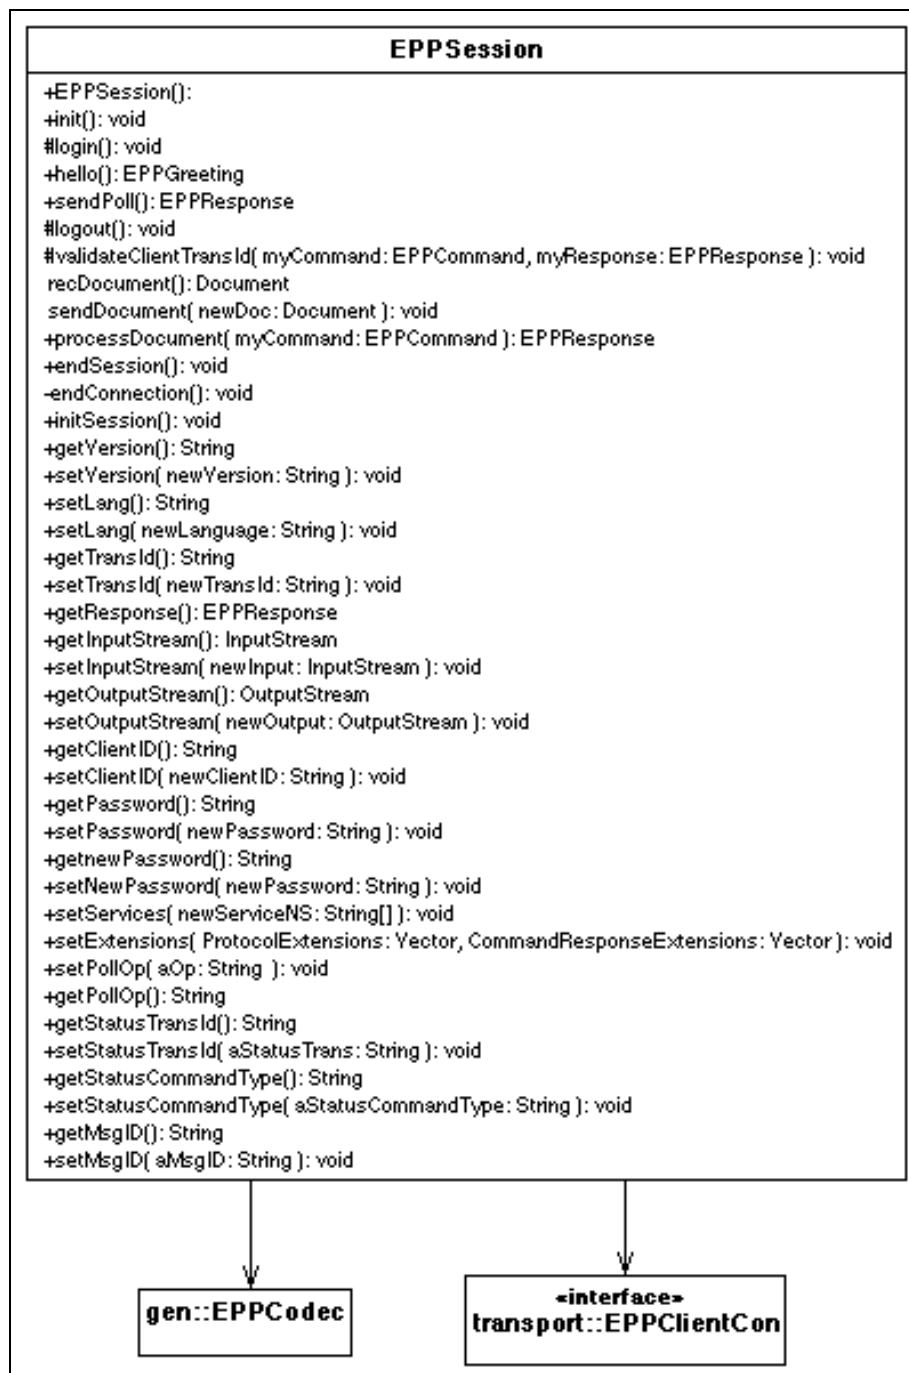 EPPSession
+EPPSession():
+init(): void
#login(): void
+hello(): EPPGreeting
+sendPoll(): EPPResponse
#logout(): void
#validateClientTransId( myCommand: EPPCommand, myResponse: EPPResponse ): void
recDocument(): Document
sendDocument( newDoc: Document ): void
+processDocument( myCommand: EPPCommand ): EPPResponse
+endSession(): void
-endConnection(): void
+initSession(): void
+getVersion(): String
+setVersion( newVersion: String ): void
+setLang(): String
+setLang( newLanguage: String ): void
+getTransId(): String
+setTransId( newTransId: String ): void
+getResponse(): EPPResponse
+getInputStream(): InputStream
+setInputStream( newInput: InputStream ): void
+getOutputStream(): OutputStream
+setOutputStream( newOutput: OutputStream ): void
+getClientID(): String
+setClientID( newClientID: String ): void
+getPassword(): String
+setPassword( newPassword: String ): void
+getnewPassword(): String
+setNewPassword( newPassword: String ): void
+setServices( newServiceNS: String[] ): void
+setExtensions( ProtocolExtensions: Vector, CommandResponseExtensions: Vector ): void
+setPollOp( aOp: String ): void
+getPollOp(): String
+getStatusTransId(): String
+setStatusTransId( aStatusTrans: String ): void
+getStatusCommandType(): String
+setStatusCommandType( aStatusCommandType: String ): void
+getMsgID(): String
+setMsgID( aMsgID: String ): void
gen::EPPCodec
«interface»
transport::EPPClientCon